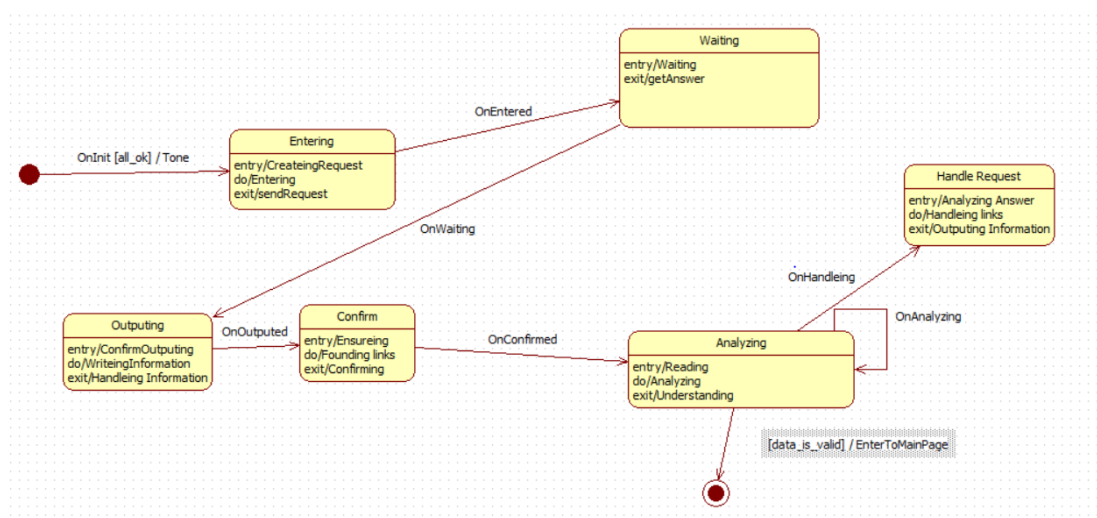 Waiting
entry/Waiting
exit/getAnswer
OnEntered
Entering
entry/CreateingRequest
do/Entering
exit/sendRequest
OnInit [all_ok] / Tone
Handle Request
entry/Analyzing Answer
do/Handleing links
exit/Outputing Information
OnWaiting
OnHandleing
Outputing
entry/ConfirmOutputing
do/WriteingInformation
exit/Handleing Information
OnOutputed
Confirm
entry/Ensureing
do/Founding links
exit/Confirming
OnConfirmed
OnAnalyzing
Analyzing
entry/Reading
do/Analyzing
exit/Understanding
[data_is_valid] / EnterToMainPage